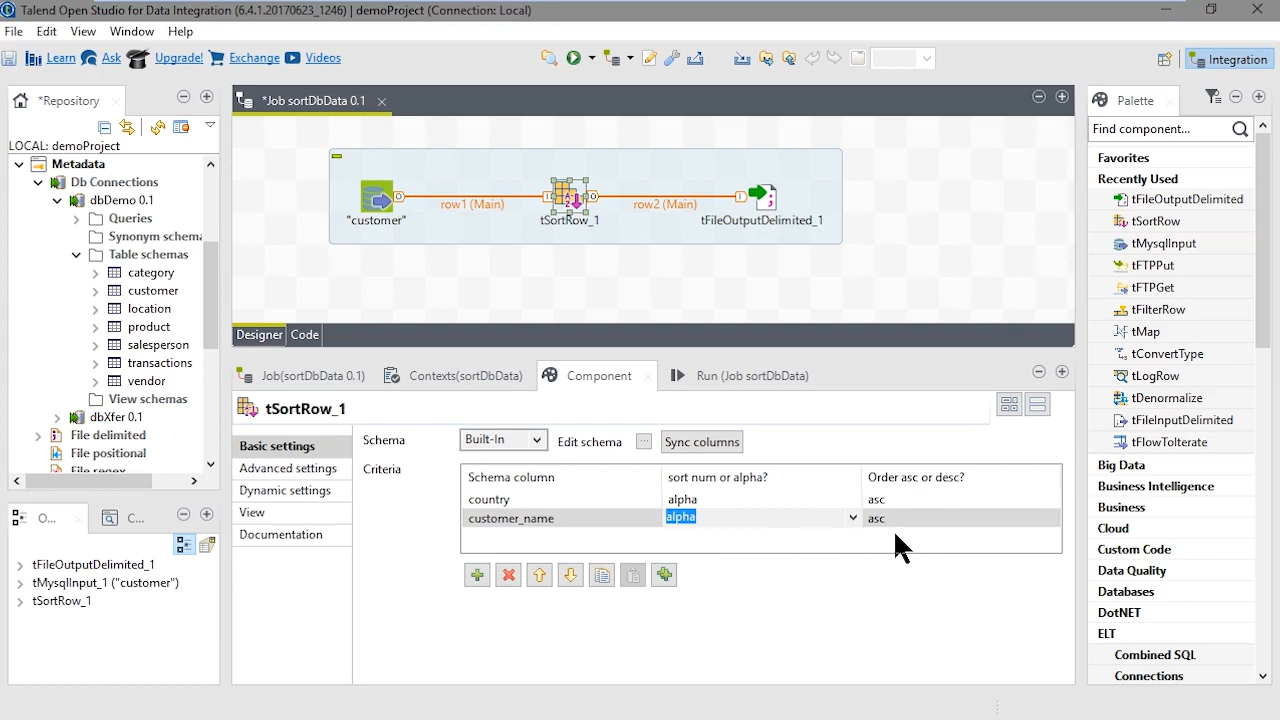 Talend Open Studio for Data Integration (6.4.1.20170623_1246) | demoProject (Connection: Local)
File Edit View Window Help
Learn Ask Upgrade! Exchange Videos
Integration
*Repository
LOCAL: demoProject
Metadata
Db Connections
dbDemo 0.1
Queries
Synonym schema
Table schemas
category
customer
location
product
salesperson
transactions
vendor
View schemas
dbXfer 0.1
File delimited
File positional
File regex
O...
C...
tFileOutputDelimited_1
tMysqlInput_1 ("customer")
tSortRow_1
*Job sortDbData 0.1
"customer"
row1 (Main)
tSortRow_1
row2 (Main)
tFileOutputDelimited_1
Designer Code
Job(sortDbData 0.1) Contexts(sortDbData) Component Run (Job sortDbData)
tSortRow_1
Basic settings
Advanced settings
Dynamic settings
View
Documentation
Schema Built-In Edit schema ... Sync columns
Criteria
Schema column sort num or alpha? Order asc or desc?
country alpha asc
customer_name alpha asc
Palette
Find component...
Favorites
Recently Used
tFileOutputDelimited
tSortRow
tMysqlInput
tFTPPut
tFTPGet
tFilterRow
tMap
tConvertType
tLogRow
tDenormalize
tFileInputDelimited
tFlowToIterate
Big Data
Business Intelligence
Business
Cloud
Custom Code
Data Quality
Databases
DotNET
ELT
Combined SQL
Connections